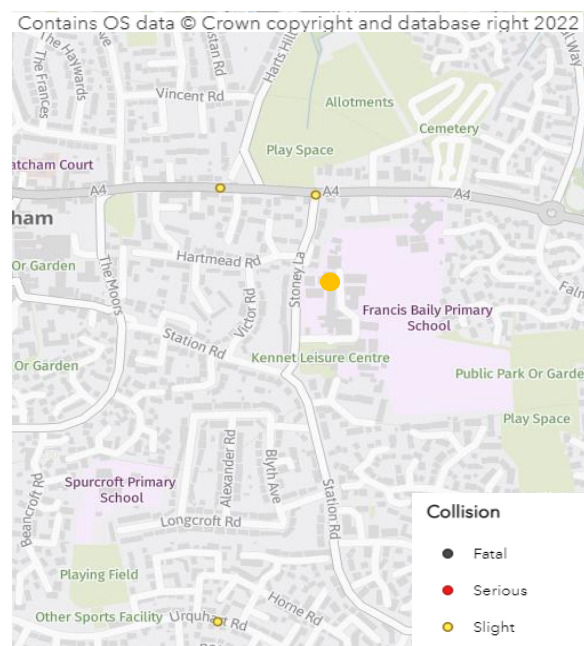 Contains OS data © Crown copyright and database right 2022
The Haywards
The Frances
Vincent Rd
Harts Hill
Allotments
Cemetery
Play Space
atcham Court
A4
A4
A4
ham
Or Garden
The Moors
Hartmead Rd
Stoney La
Victor Rd
Francis Baily Primary
School
Station Rd
Kennet Leisure Centre
Or Garden
Public Park Or Garde
Play Space
Alexander Rd
Blyth Ave
Spurcroft Primary
School
Beancroft Rd
Longcroft Rd
Station Rd
Playing Field
Other Sports Facility
Urquhart Rd
Horne Rd
Collision
Fatal
Serious
Slight